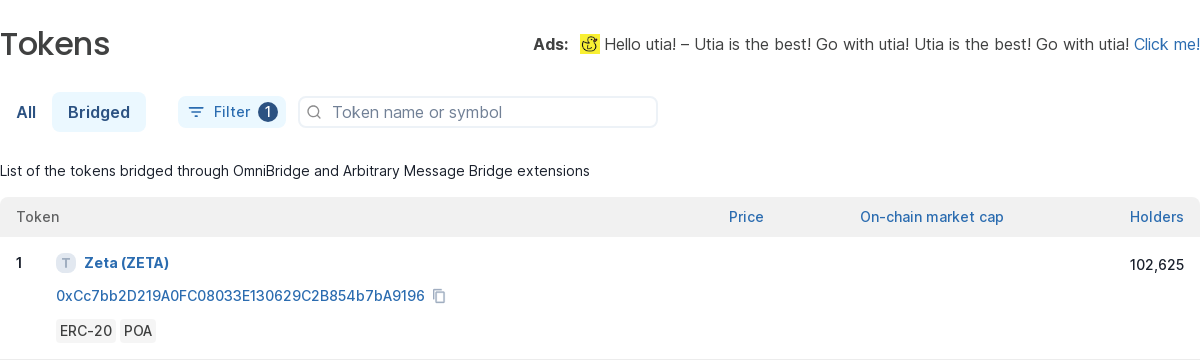 Tokens
Ads: Hello utia! – Utia is the best! Go with utia! Utia is the best! Go with utia! Click me!
All Bridged Filter 1 Token name or symbol
List of the tokens bridged through OmniBridge and Arbitrary Message Bridge extensions
Token Price On-chain market cap Holders
1 T Zeta (ZETA) 102,625
0xCc7bb2D219A0FC08033E130629C2B854b7bA9196
ERC-20 POA